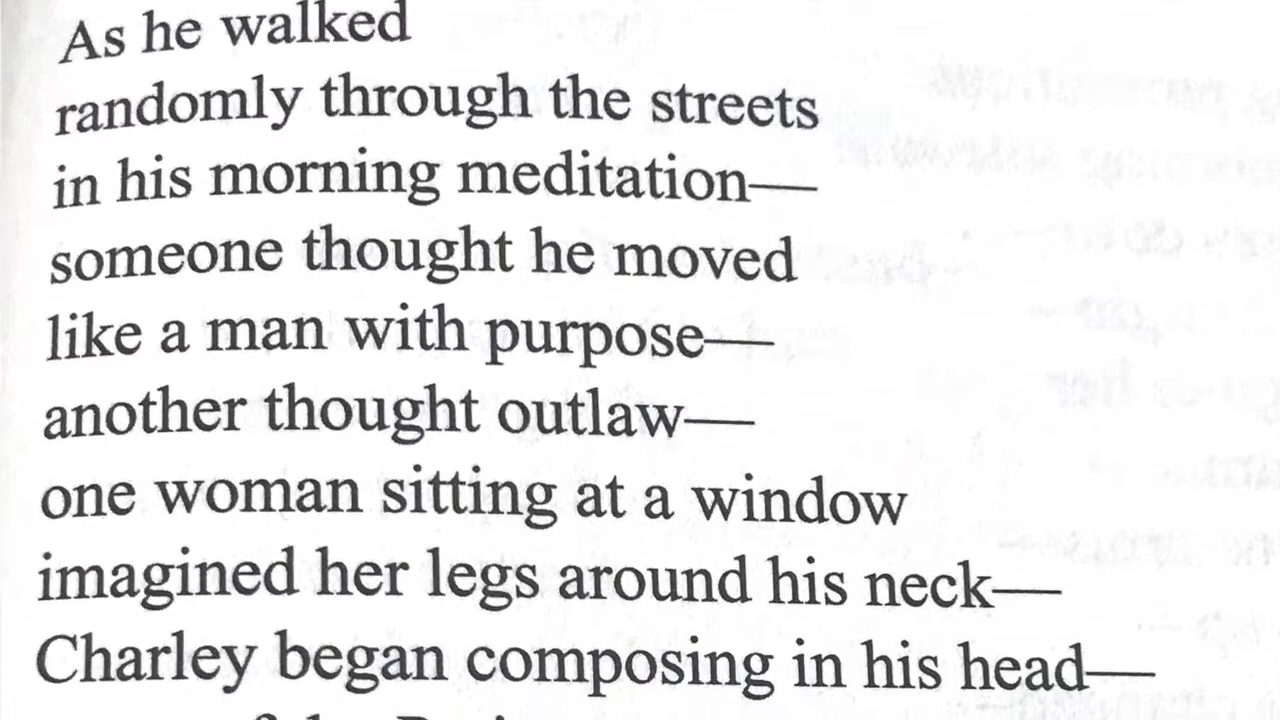 As he walked
randomly through the streets
in his morning meditation—
someone thought he moved
like a man with purpose—
another thought outlaw—
one woman sitting at a window
imagined her legs around his neck—
Charley began composing in his head—